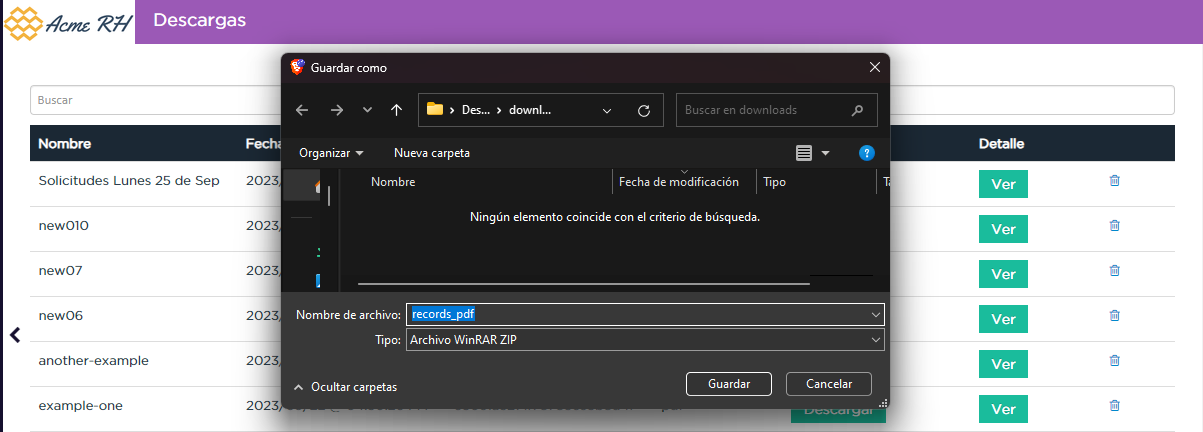 Acme RH
Descargas
Guardar como
Buscar
Des... downl...
Buscar en downloads
Organizar
Nueva carpeta
Nombre
Fecha de modificación
Tipo
Ningún elemento coincide con el criterio de búsqueda.
Nombre de archivo: records_pdf
Tipo: Archivo WinRAR ZIP
Ocultar carpetas
Guardar
Cancelar
Nombre Fecha Detalle
Solicitudes Lunes 25 de Sep 2023/ Ver
new010 2023/ Ver
new07 2023/ Ver
new06 2023/ Ver
another-example 2023/ Ver
example-one 2023/ Descargar Ver